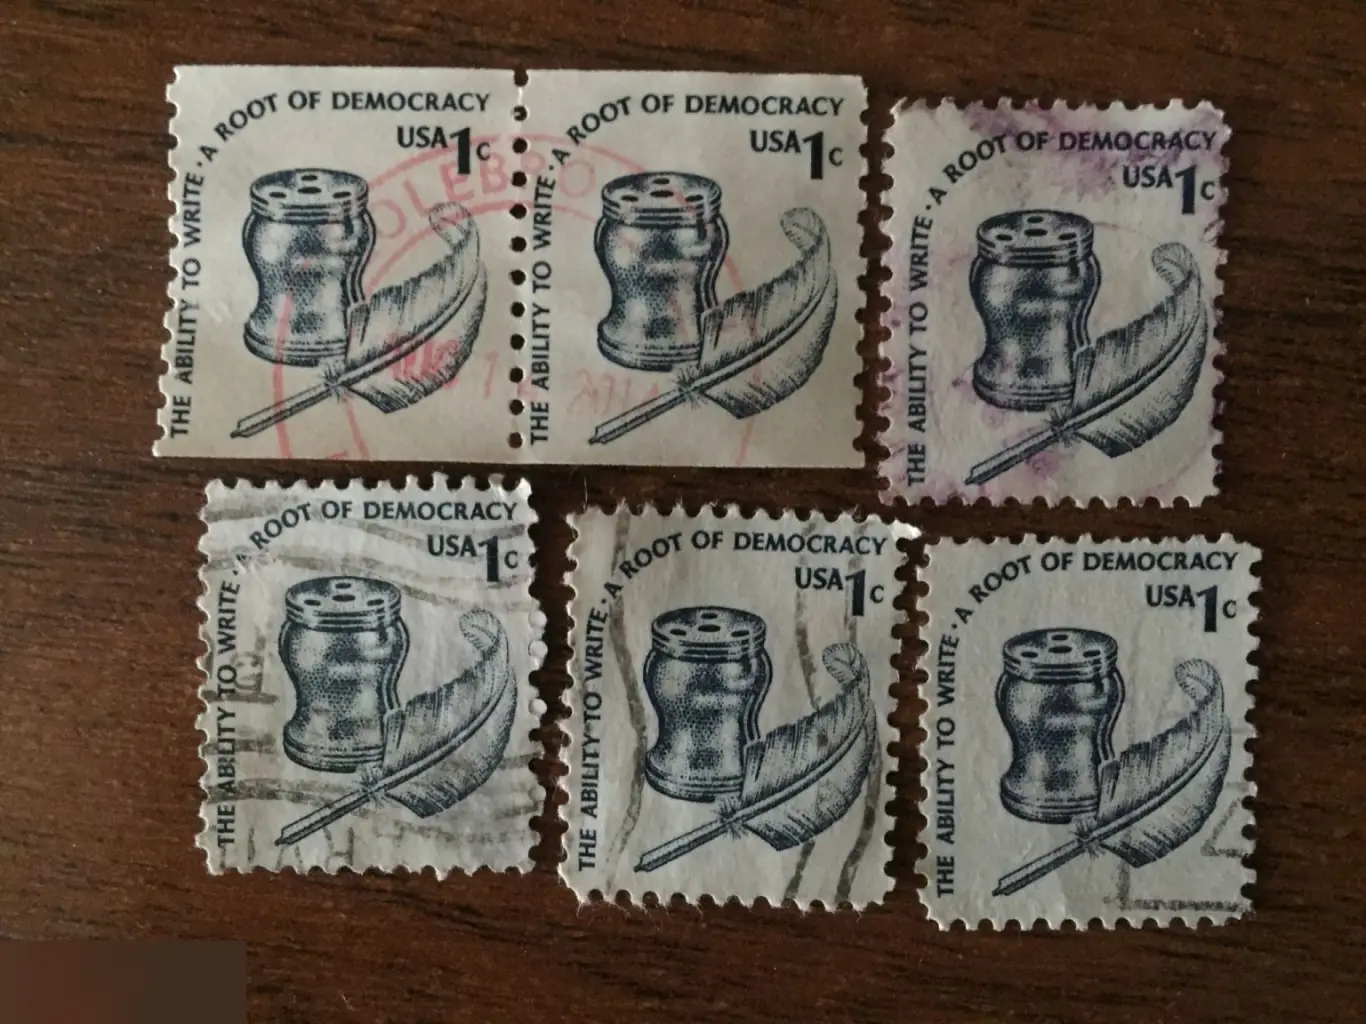 THE ABILITY TO WRITE · A ROOT OF DEMOCRACY
USA 1c
THE ABILITY TO WRITE · A ROOT OF DEMOCRACY
USA 1c
OLEBRO
2014
THE ABILITY TO WRITE · A ROOT OF DEMOCRACY
USA 1c
THE ABILITY TO WRITE · A ROOT OF DEMOCRACY
USA 1c
THE ABILITY TO WRITE · A ROOT OF DEMOCRACY
USA 1c
THE ABILITY TO WRITE · A ROOT OF DEMOCRACY
USA 1c